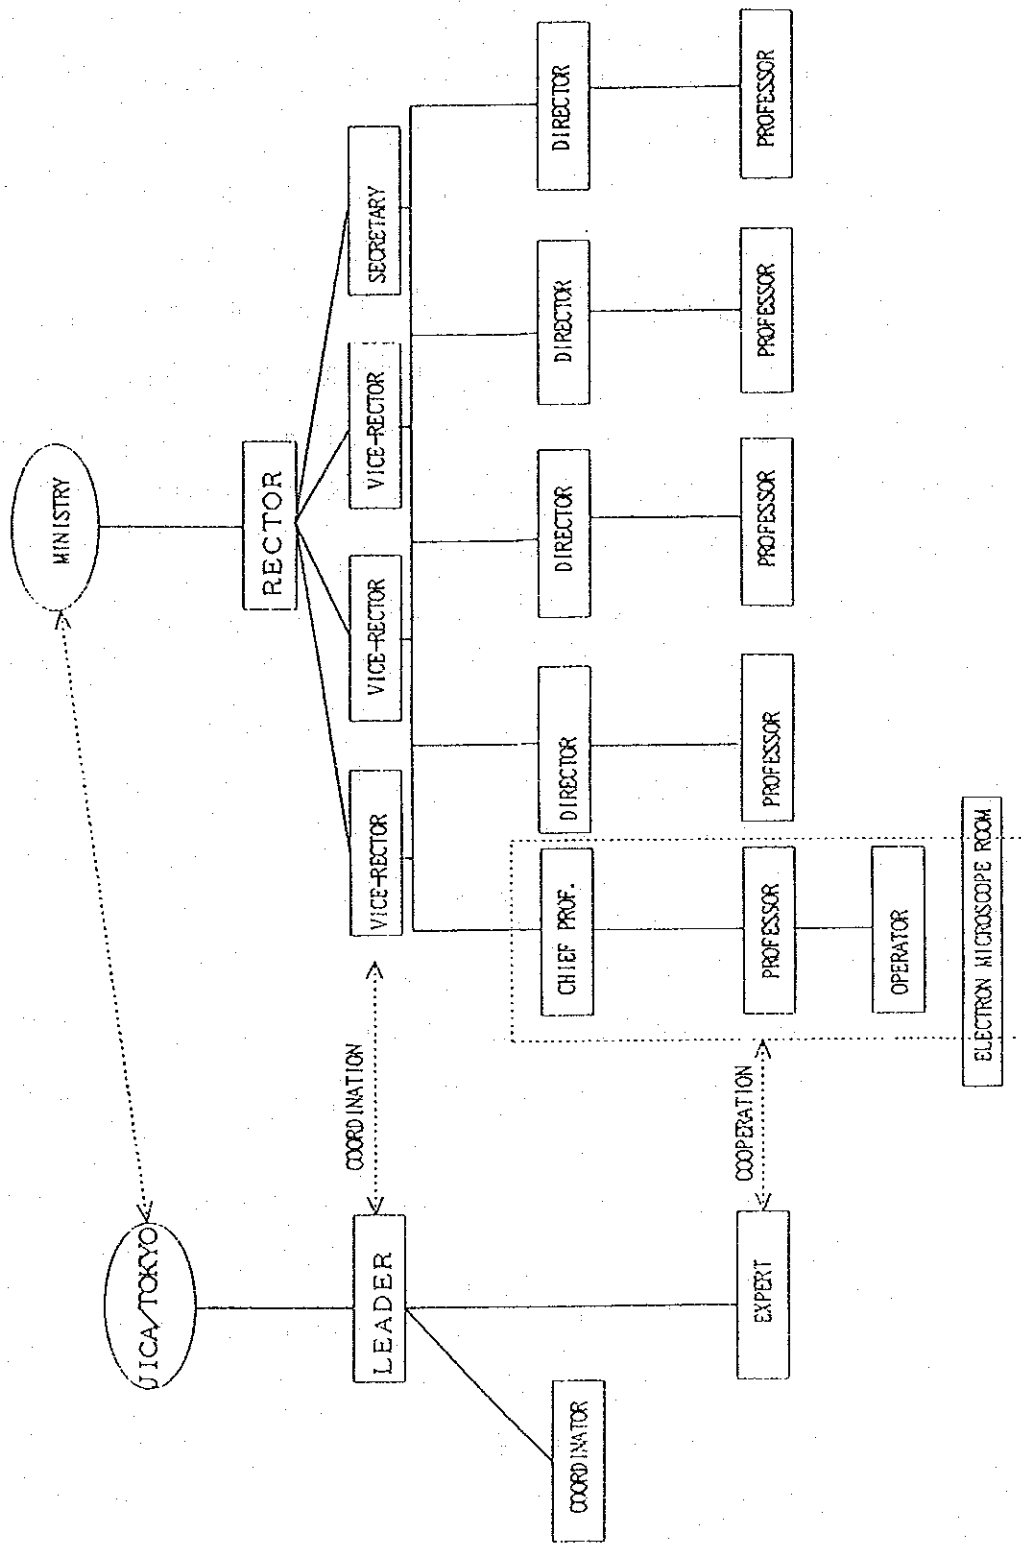 MINISTRY
JICA/TOKYO
RECTOR
COORDINATION
LEADER
VICE-RECTOR
VICE-RECTOR
VICE-RECTOR
SECRETARY
COORDINATOR
CHIEF PROF.
DIRECTOR
DIRECTOR
DIRECTOR
DIRECTOR
COOPERATION
EXPERT
PROFESSOR
PROFESSOR
PROFESSOR
PROFESSOR
PROFESSOR
OPERATOR
ELECTRON MICROSCOPE ROOM